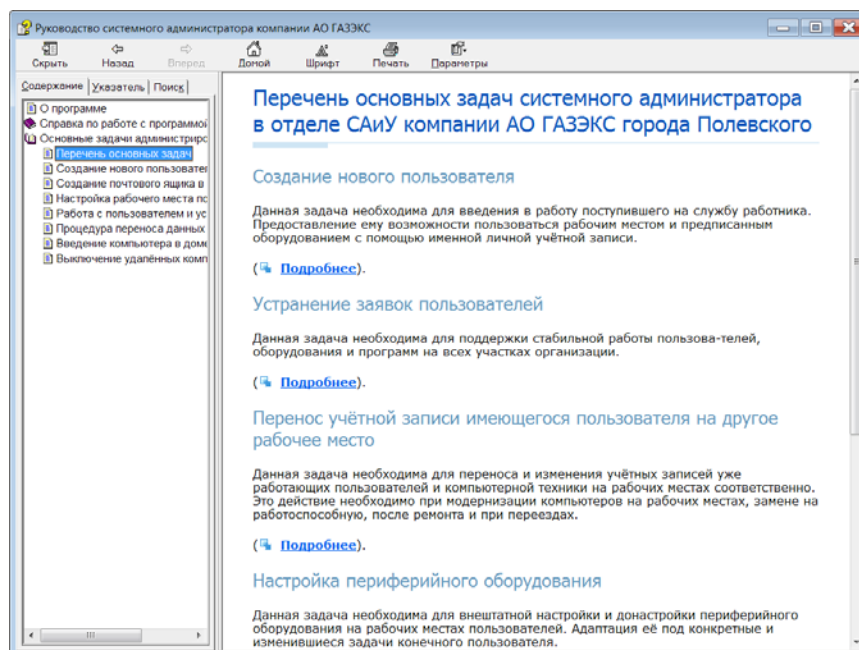 Руководство системного администратора компании АО ГАЗЭКС
Скрыть Назад Вперед Домой Шрифт Печать Параметры
Содержание Указатель Поиск
О программе
Справка по работе с программой
Основные задачи администрирс
Перечень основных задач
Создание нового пользовател
Создание почтового ящика в
Настройка рабочего места по
Работа с пользователем и ус
Процедура переноса данных
Введение компьютера в доме
Выключение удалённых комп
Перечень основных задач системного администратора
в отделе САиУ компании АО ГАЗЭКС города Полевского
Создание нового пользователя
Данная задача необходима для введения в работу поступившего на службу работника.
Предоставление ему возможности пользоваться рабочим местом и предписанным
оборудованием с помощью именной личной учётной записи.
(Подробнее).
Устранение заявок пользователей
Данная задача необходима для поддержки стабильной работы пользова-телей,
оборудования и программ на всех участках организации.
(Подробнее).
Перенос учётной записи имеющегося пользователя на другое
рабочее место
Данная задача необходима для переноса и изменения учётных записей уже
работающих пользователей и компьютерной техники на рабочих местах соответственно.
Это действие необходимо при модернизации компьютеров на рабочих местах, замене на
работоспособную, после ремонта и при переездах.
(Подробнее).
Настройка периферийного оборудования
Данная задача необходима для внештатной настройки и донастройки периферийного
оборудования на рабочих местах пользователей. Адаптация её под конкретные и
изменившиеся задачи конечного пользователя.